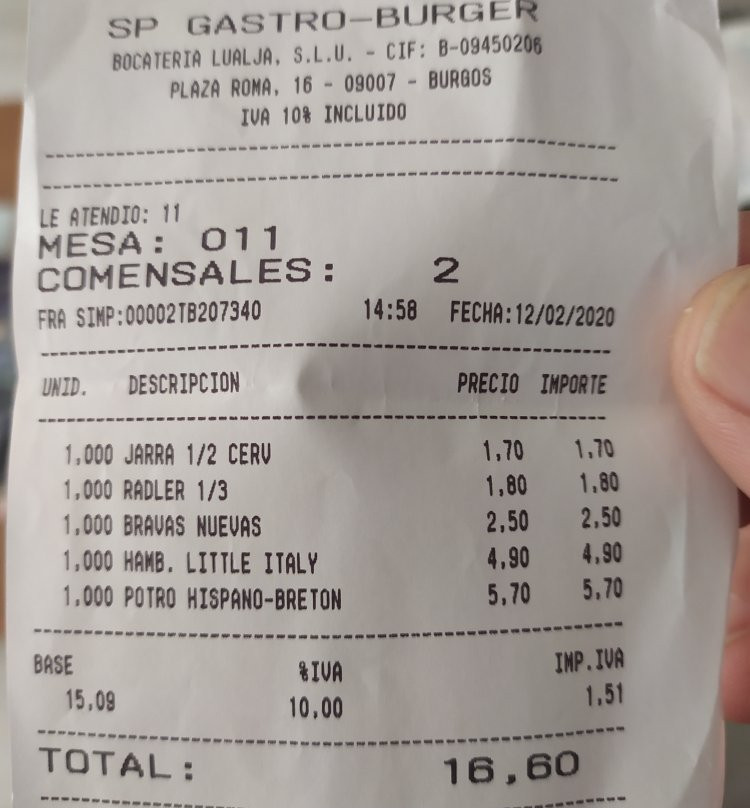 SP GASTRO-BURGER
BOCATERIA LUALJA, S.L.U. - CIF: B-09450206
PLAZA ROMA, 16 - 09007 - BURGOS
IVA 10% INCLUIDO
LE ATENDIO: 11
MESA: 011
COMENSALES: 2
FRA SIMP:00002TB207340 14:58 FECHA:12/02/2020
UNID. DESCRIPCION PRECIO IMPORTE
1,000 JARRA 1/2 CERV 1,70 1,70
1,000 RADLER 1/3 1,80 1,80
1,000 BRAVAS NUEVAS 2,50 2,50
1,000 HAMB. LITTLE ITALY 4,90 4,90
1,000 POTRO HISPANO-BRETON 5,70 5,70
BASE %IVA IMP.IVA
15,09 10,00 1,51
TOTAL: 16,60